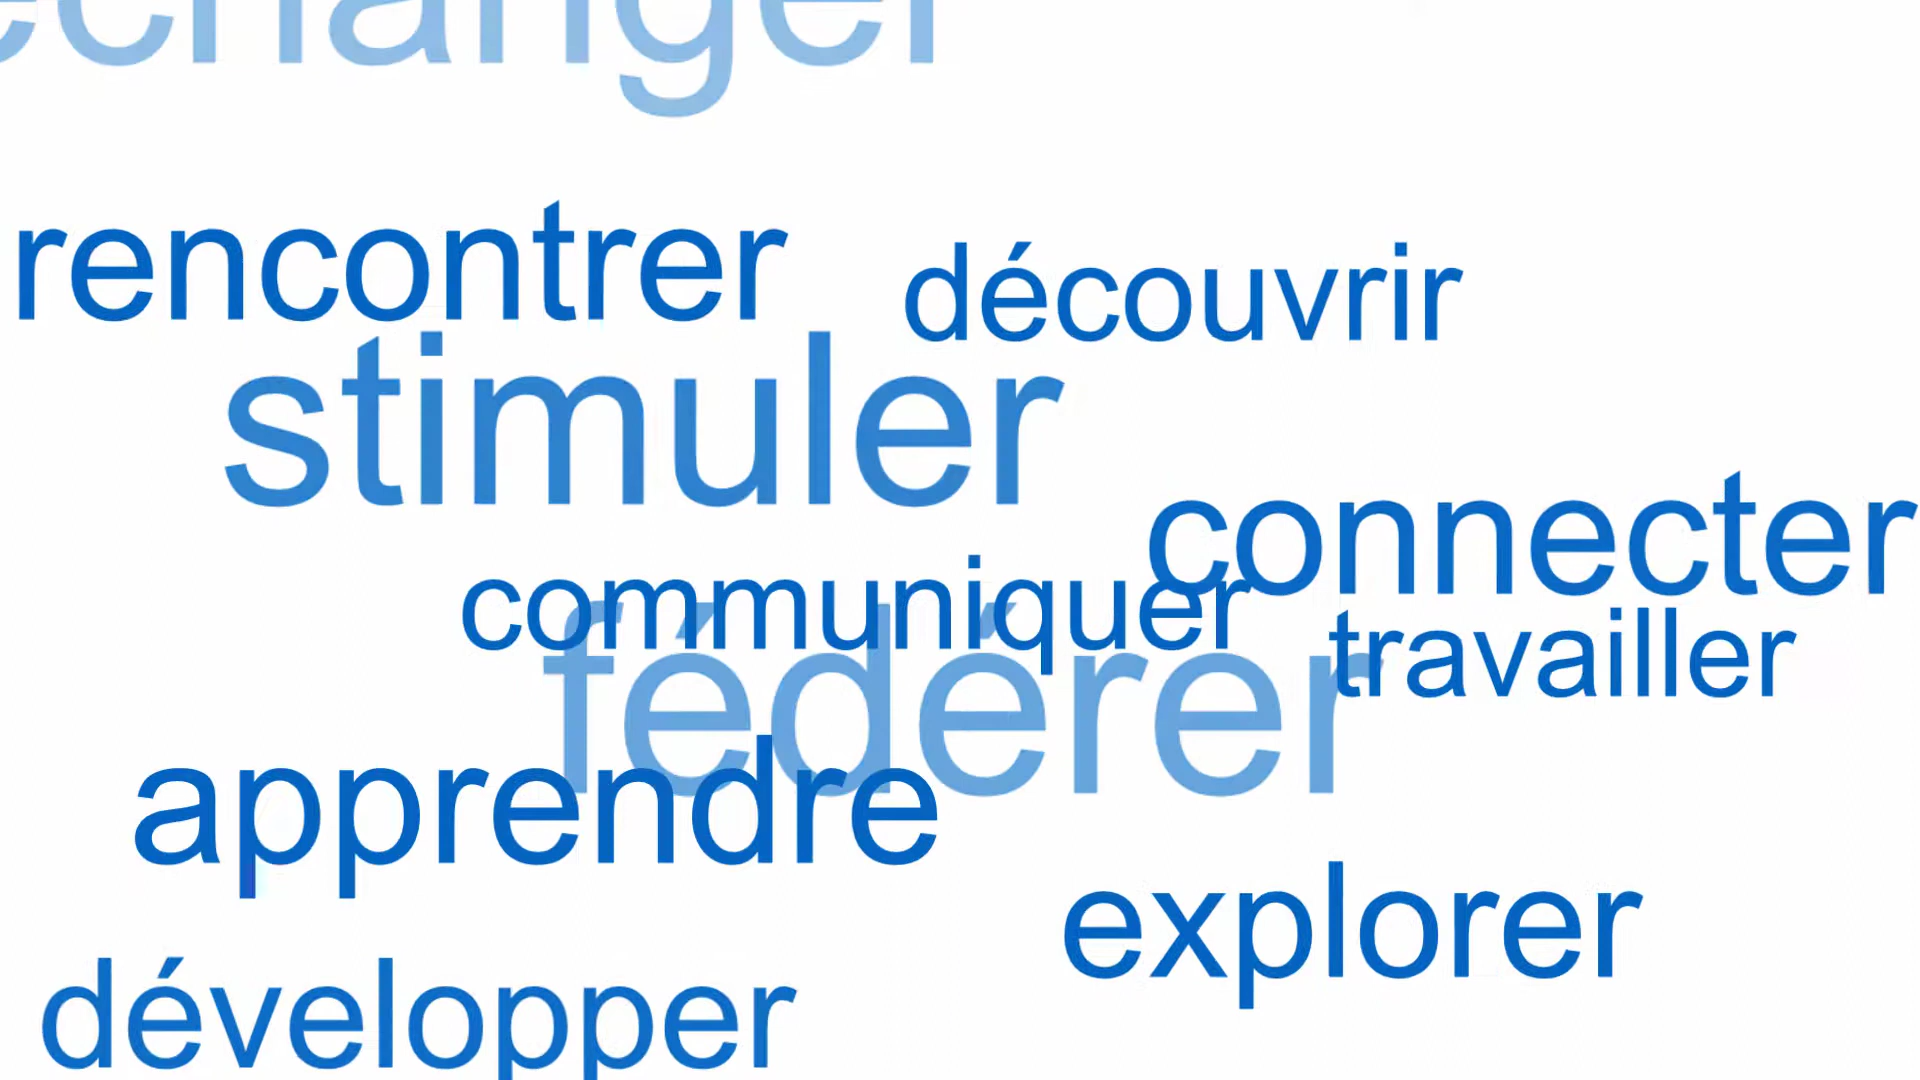 échanger
rencontrer
découvrir
stimuler
connecter
communiquer
travailler
fédérer
apprendre
explorer
développer